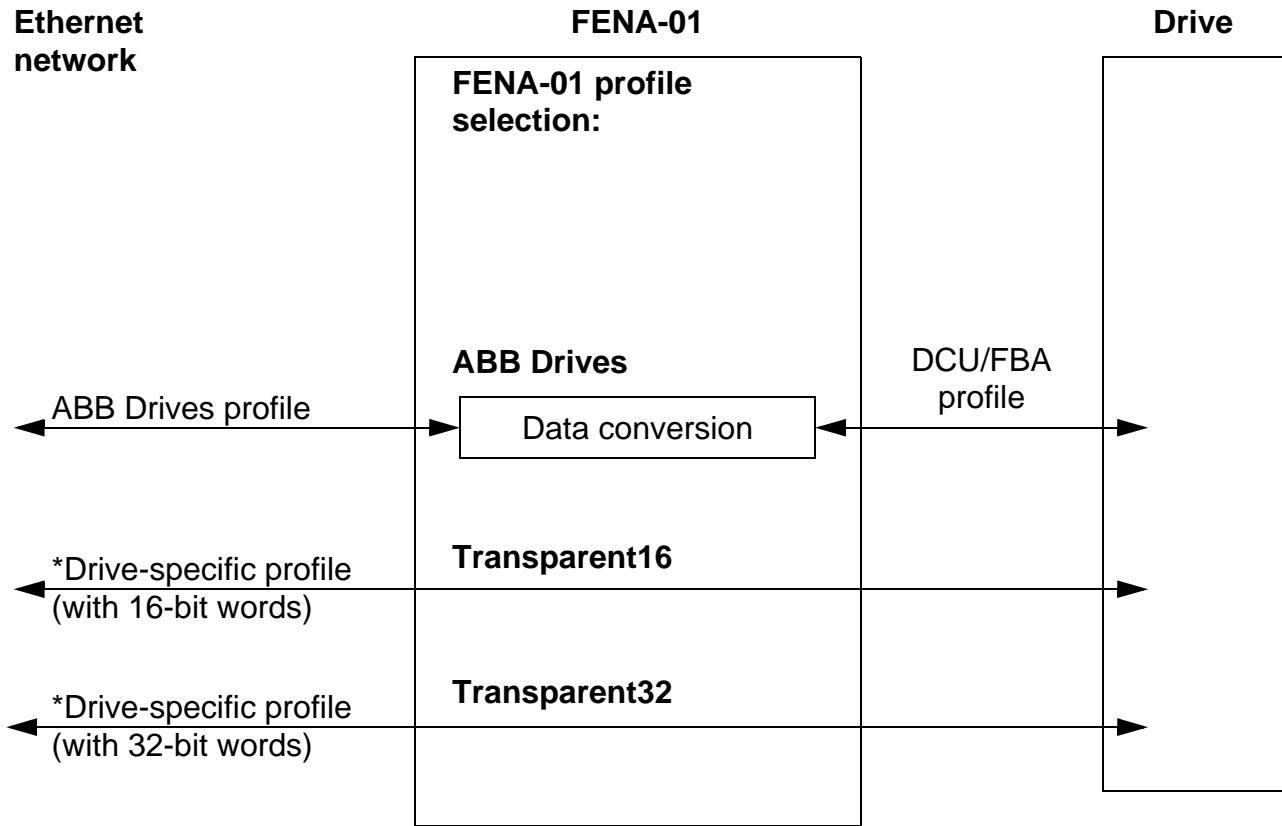 Ethernet
network
FENA-01
Drive
FENA-01 profile
selection:
ABB Drives
DCU/FBA
profile
ABB Drives profile
Data conversion
Transparent16
*Drive-specific profile
(with 16-bit words)
Transparent32
*Drive-specific profile
(with 32-bit words)